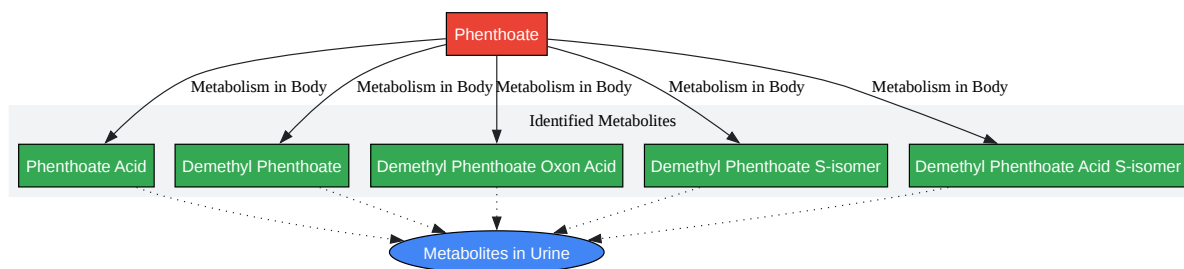 Phenthoate
Metabolism in Body
Metabolism in Body
Metabolism in Body
Metabolism in Body
Metabolism in Body
Identified Metabolites
Phenthoate Acid
Demethyl Phenthoate
Demethyl Phenthoate Oxon Acid
Demethyl Phenthoate S-isomer
Demethyl Phenthoate Acid S-isomer
Metabolites in Urine